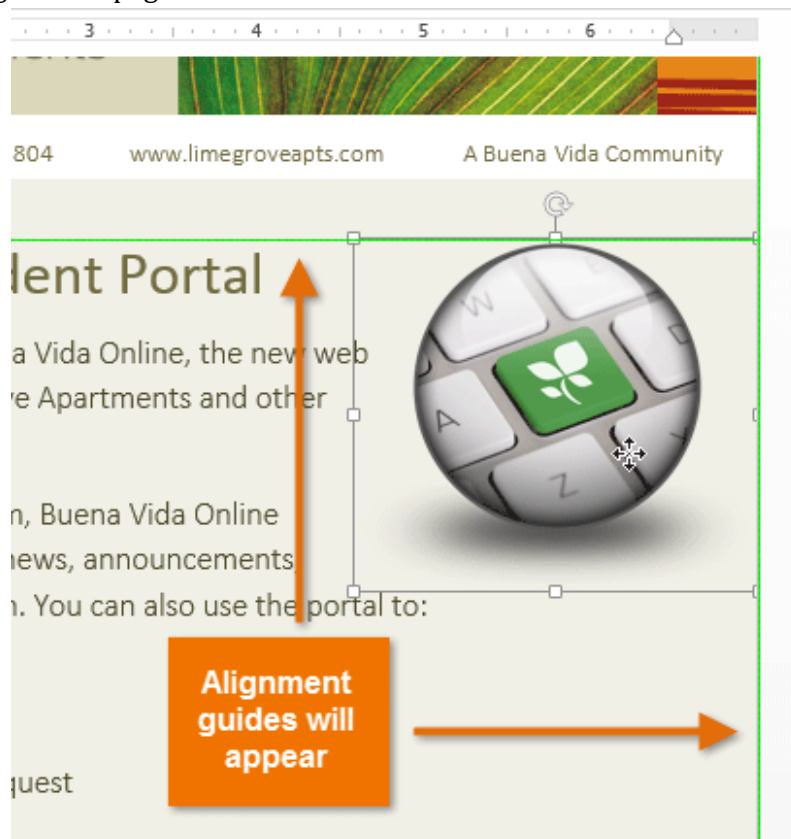 3 4 5 6
804 www.limegroveapts.com A Buena Vida Community
dent Portal
a Vida Online, the new web
e Apartments and other
n, Buena Vida Online
news, announcements,
. You can also use the portal to:
W
A
Z
Alignment
guides will
appear
quest